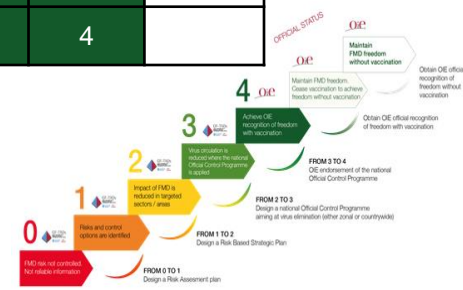 4
OFFICIAL STATUS
Oie
Maintain
FMD freedom
without vaccination
Obtain OIE official
recognition of
freedom without
vaccination
Oie
Maintain FMD freedom.
Cease vaccination to achieve
freedom without vaccination
Obtain OIE official recognition
of freedom with vaccination
4
Oie
Achieve OIE
recognition of freedom
with vaccination
FROM 3 TO 4
OIE endorsement of the national
Official Control Programme
3
Virus circulation is
reduced where the national
Official Control Programme
is applied
FROM 2 TO 3
Design a national Official Control Programme
aiming at virus elimination (either zonal or countrywide)
2
Impact of FMD is
reduced in targeted
sectors / areas
FROM 1 TO 2
Design a Risk Based Strategic Plan
1
Risks and control
options are identified
FROM 0 TO 1
Design a Risk Assesment plan
0
FMD risk not controlled.
Not reliable information